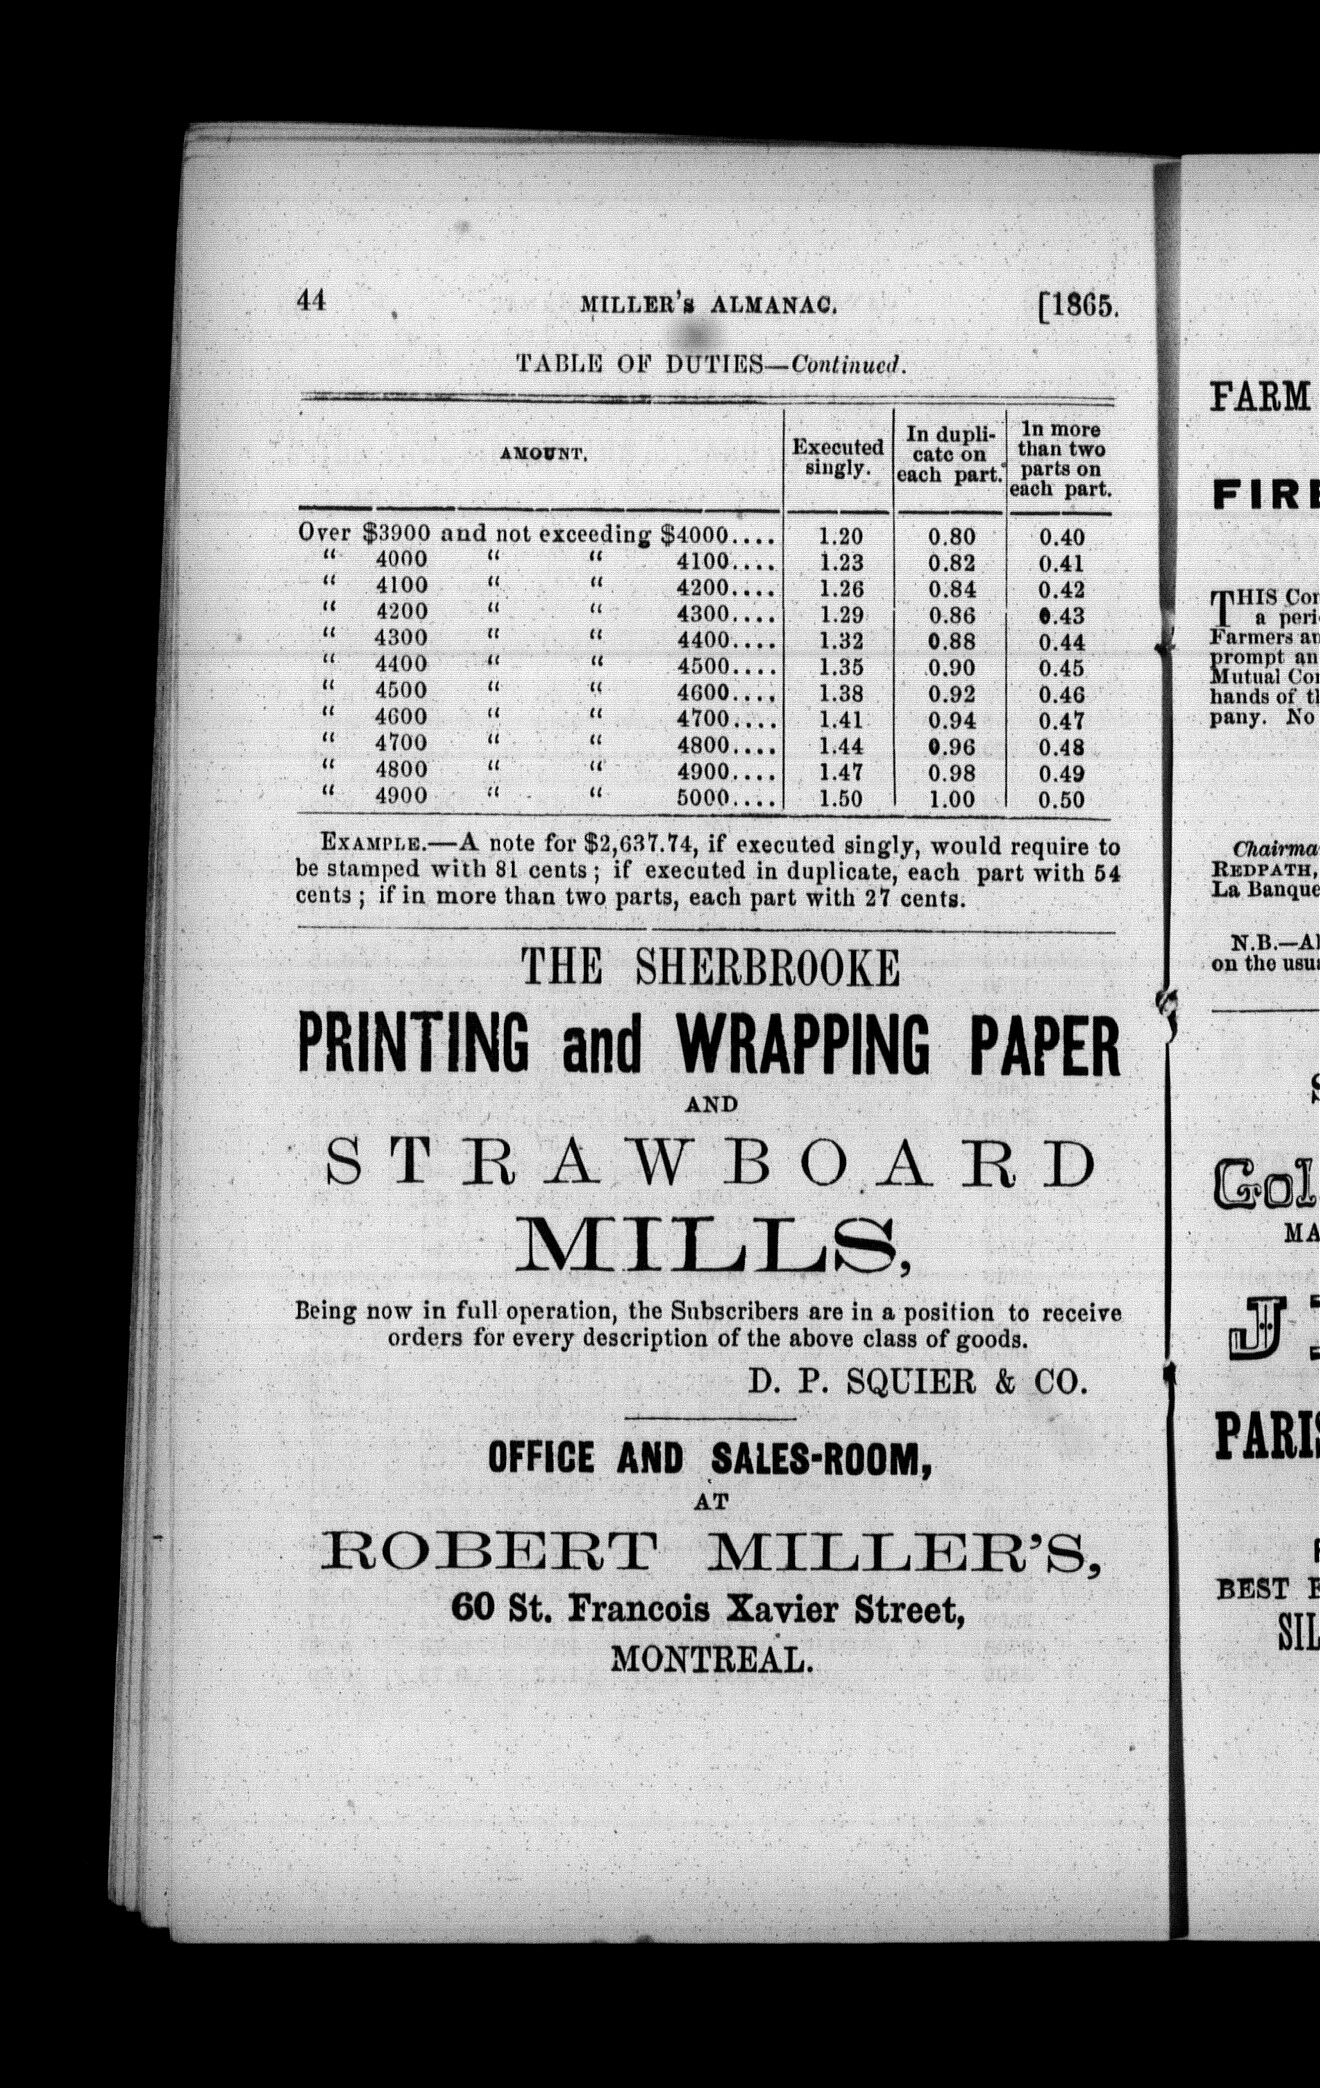 44 MILLER's ALMANAC. [1865.
TABLE OF DUTIES—Continued.
AMOUNT. Executed singly. In dupli- cate on each part. In more than two parts on each part.
Over $3900 and not exceeding $4000.... 1.20 0.80 0.40
“ 4000 “ “ 4100.... 1.23 0.82 0.41
“ 4100 “ “ 4200.... 1.26 0.84 0.42
“ 4200 “ “ 4300.... 1.29 0.86 0.43
“ 4300 “ “ 4400.... 1.32 0.88 0.44
“ 4400 “ “ 4500.... 1.35 0.90 0.45
“ 4500 “ “ 4600.... 1.38 0.92 0.46
“ 4600 “ “ 4700.... 1.41 0.94 0.47
“ 4700 “ “ 4800.... 1.44 0.96 0.48
“ 4800 “ “ 4900.... 1.47 0.98 0.49
“ 4900 “ “ 5000.... 1.50 1.00 0.50
EXAMPLE.—A note for $2,637.74, if executed singly, would require to
be stamped with 81 cents; if executed in duplicate, each part with 54
cents; if in more than two parts, each part with 27 cents.
THE SHERBROOKE
PRINTING and WRAPPING PAPER
AND
STRAWBOARD
MILLS,
Being now in full operation, the Subscribers are in a position to receive
orders for every description of the above class of goods.
D. P. SQUIER & CO.
OFFICE AND SALES-ROOM,
AT
ROBERT MILLER'S,
60 St. Francois Xavier Street,
MONTREAL.
FARM
THIS
a
Farmers
prompt
Mutual
hands of
pany. No
REDPATH,
La Banque
N.B.
on the
BEST